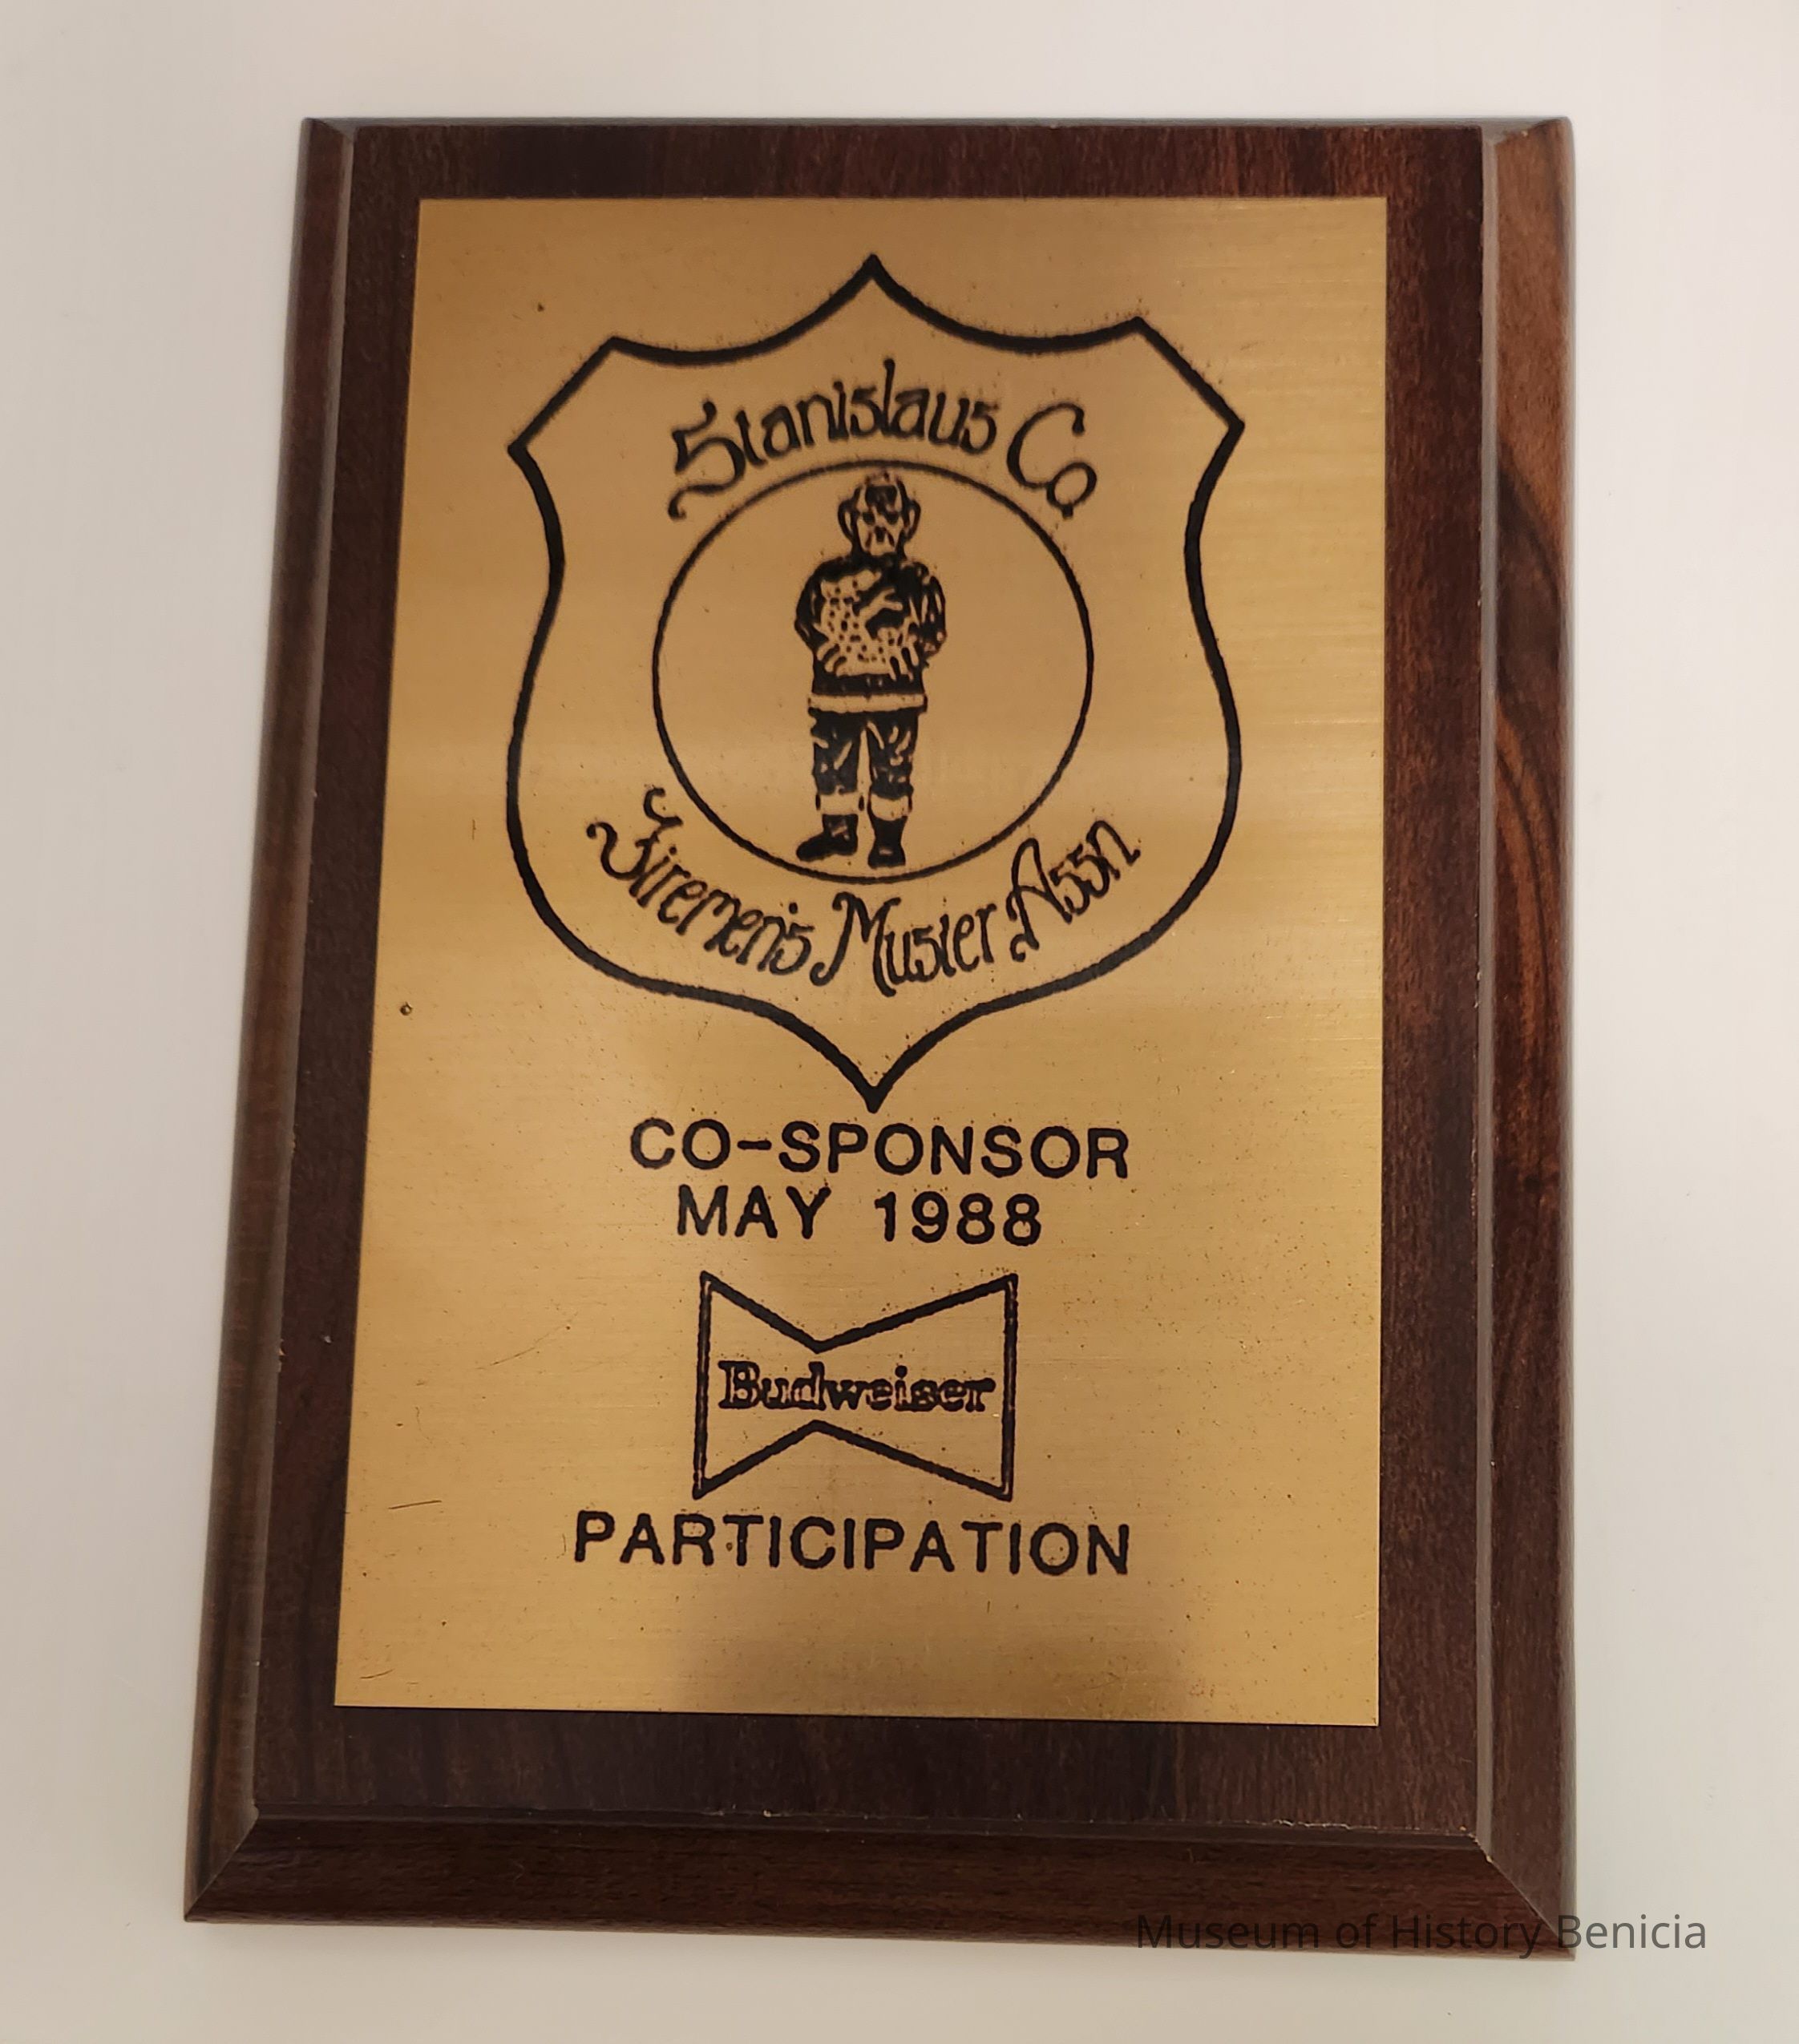 Stanislaus Co
Firemen's Muster Assn
CO-SPONSOR
MAY 1988
Budweiser
PARTICIPATION
Museum of History Benicia